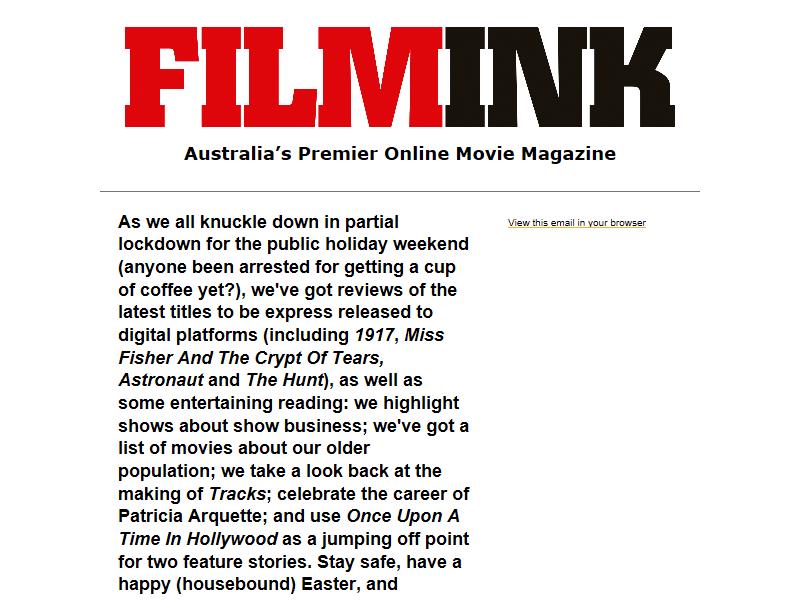 FILMINK
Australia’s Premier Online Movie Magazine
View this email in your browser
As we all knuckle down in partial
lockdown for the public holiday weekend
(anyone been arrested for getting a cup
of coffee yet?), we've got reviews of the
latest titles to be express released to
digital platforms (including 1917, Miss
Fisher And The Crypt Of Tears,
Astronaut and The Hunt), as well as
some entertaining reading: we highlight
shows about show business; we've got a
list of movies about our older
population; we take a look back at the
making of Tracks; celebrate the career of
Patricia Arquette; and use Once Upon A
Time In Hollywood as a jumping off point
for two feature stories. Stay safe, have a
happy (housebound) Easter, and